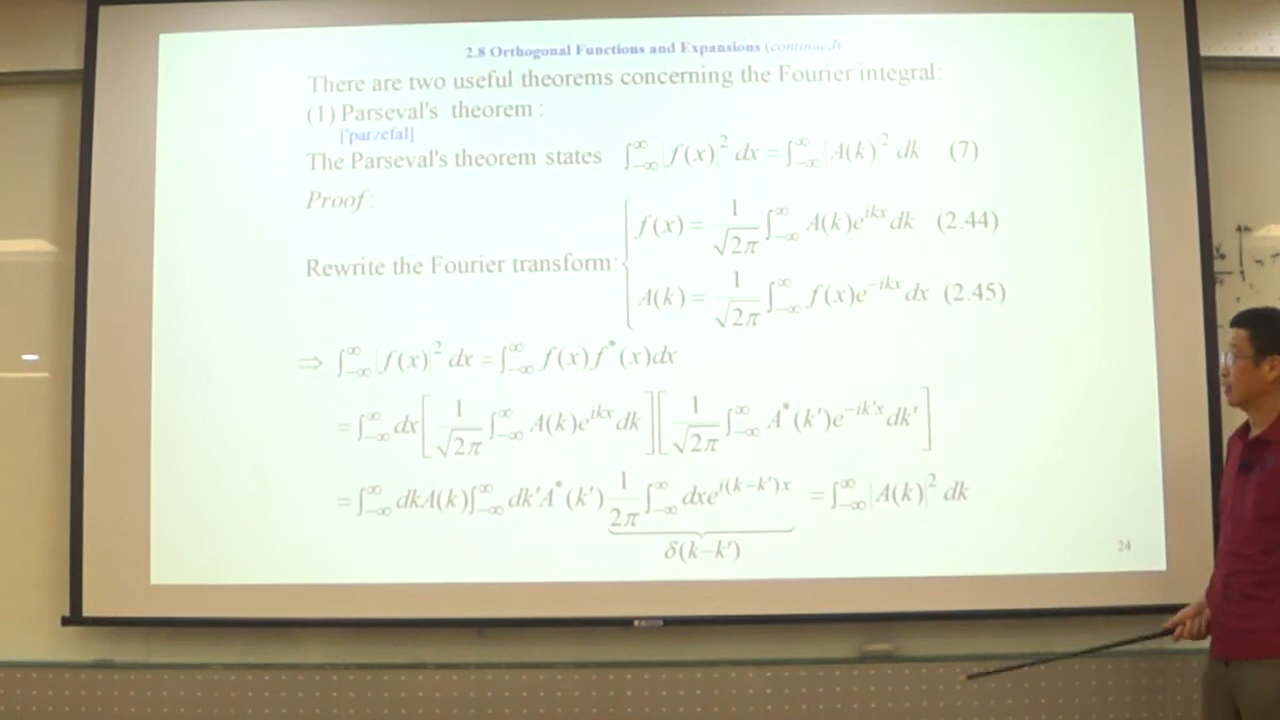 2.8 Orthogonal Functions and Expansions (continued)
There are two useful theorems concerning the Fourier integral:
(1) Parseval's theorem :
['parzefal]
The Parseval's theorem states ∫_{-∞}^{∞} |f(x)|² dx = ∫_{-∞}^{∞} |A(k)|² dk (7)
Proof:
Rewrite the Fourier transform: { f(x) = 1/√2π ∫_{-∞}^{∞} A(k)e^{ikx} dk (2.44)
A(k) = 1/√2π ∫_{-∞}^{∞} f(x)e^{-ikx} dx (2.45)
⇒ ∫_{-∞}^{∞} |f(x)|² dx = ∫_{-∞}^{∞} f(x) f*(x)dx
= ∫_{-∞}^{∞} dx [ 1/√2π ∫_{-∞}^{∞} A(k)e^{ikx} dk ] [ 1/√2π ∫_{-∞}^{∞} A*(k')e^{-ik'x} dk' ]
= ∫_{-∞}^{∞} dkA(k) ∫_{-∞}^{∞} dk'A*(k') 1/2π ∫_{-∞}^{∞} dxe^{i(k-k')x} = ∫_{-∞}^{∞} |A(k)|² dk
δ(k-k')
24